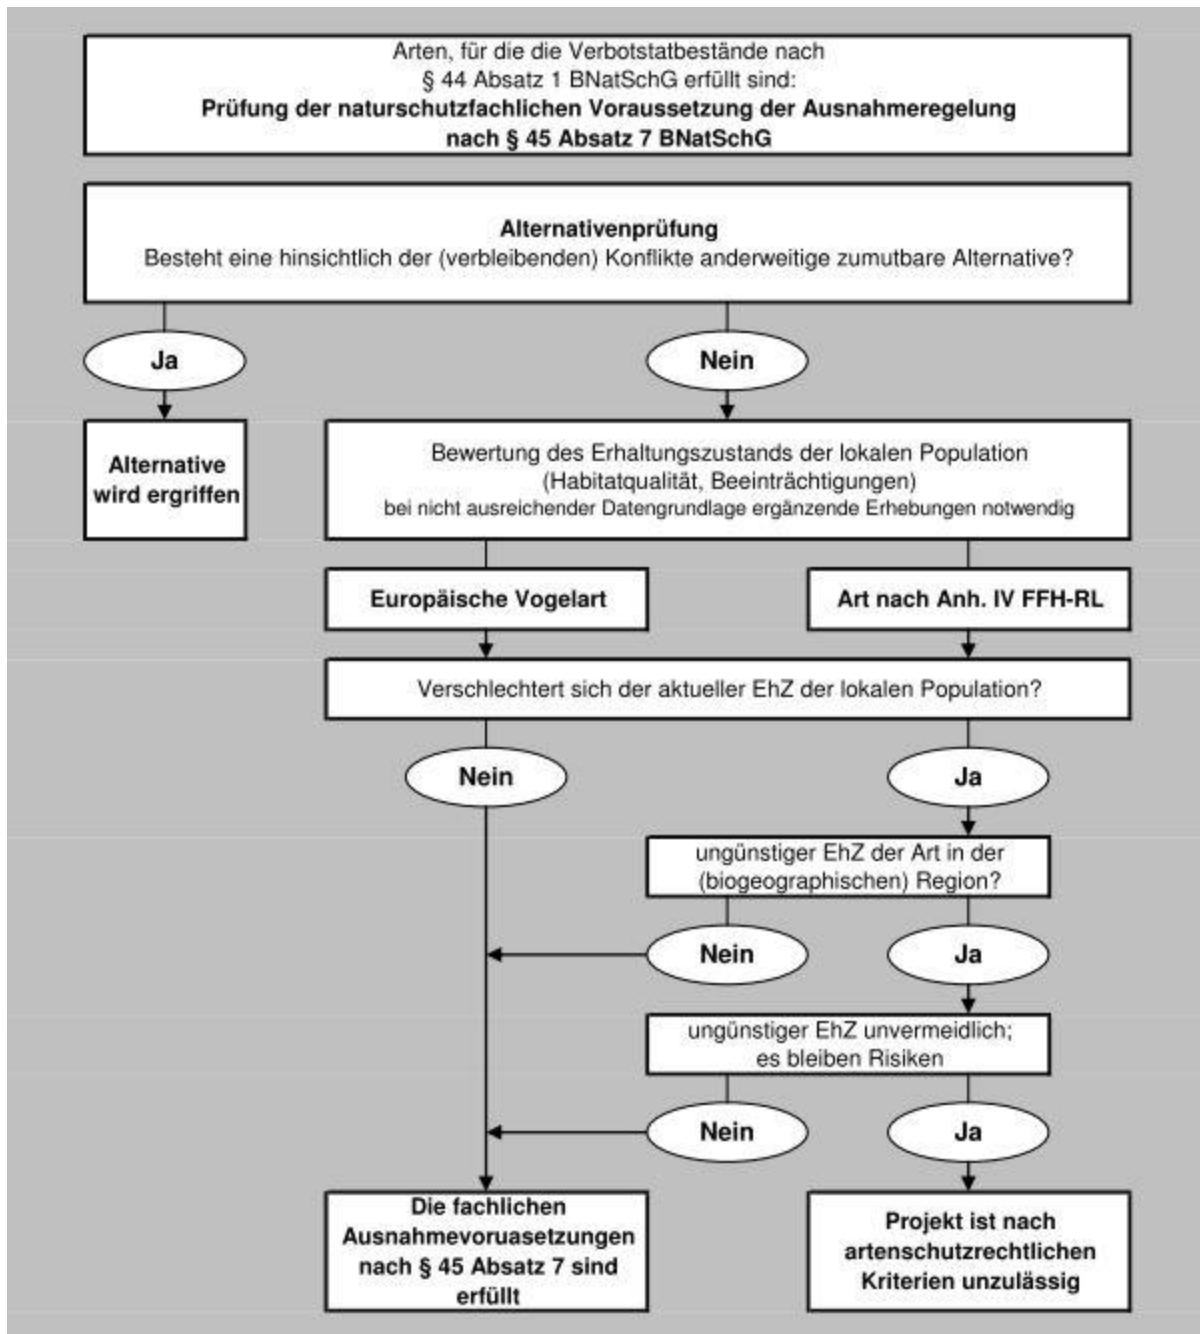 Arten, für die die Verbotstatbestände nach
§ 44 Absatz 1 BNatSchG erfüllt sind:
Prüfung der naturschutzfachlichen Voraussetzung der Ausnahmeregelung
nach § 45 Absatz 7 BNatSchG
Alternativenprüfung
Besteht eine hinsichtlich der (verbleibenden) Konflikte anderweitige zumutbare Alternative?
Ja
Nein
Alternative
wird ergriffen
Bewertung des Erhaltungszustands der lokalen Population
(Habitatqualität, Beeinträchtigungen)
bei nicht ausreichender Datengrundlage ergänzende Erhebungen notwendig
Europäische Vogelart
Art nach Anh. IV FFH-RL
Verschlechtert sich der aktueller EhZ der lokalen Population?
Nein
Ja
ungünstiger EhZ der Art in der
(biogeographischen) Region?
Nein
Ja
ungünstiger EhZ unvermeidlich;
es bleiben Risiken
Nein
Ja
Die fachlichen
Ausnahmevoruasetzungen
nach § 45 Absatz 7 sind
erfüllt
Projekt ist nach
artenschutzrechtlichen
Kriterien unzulässig